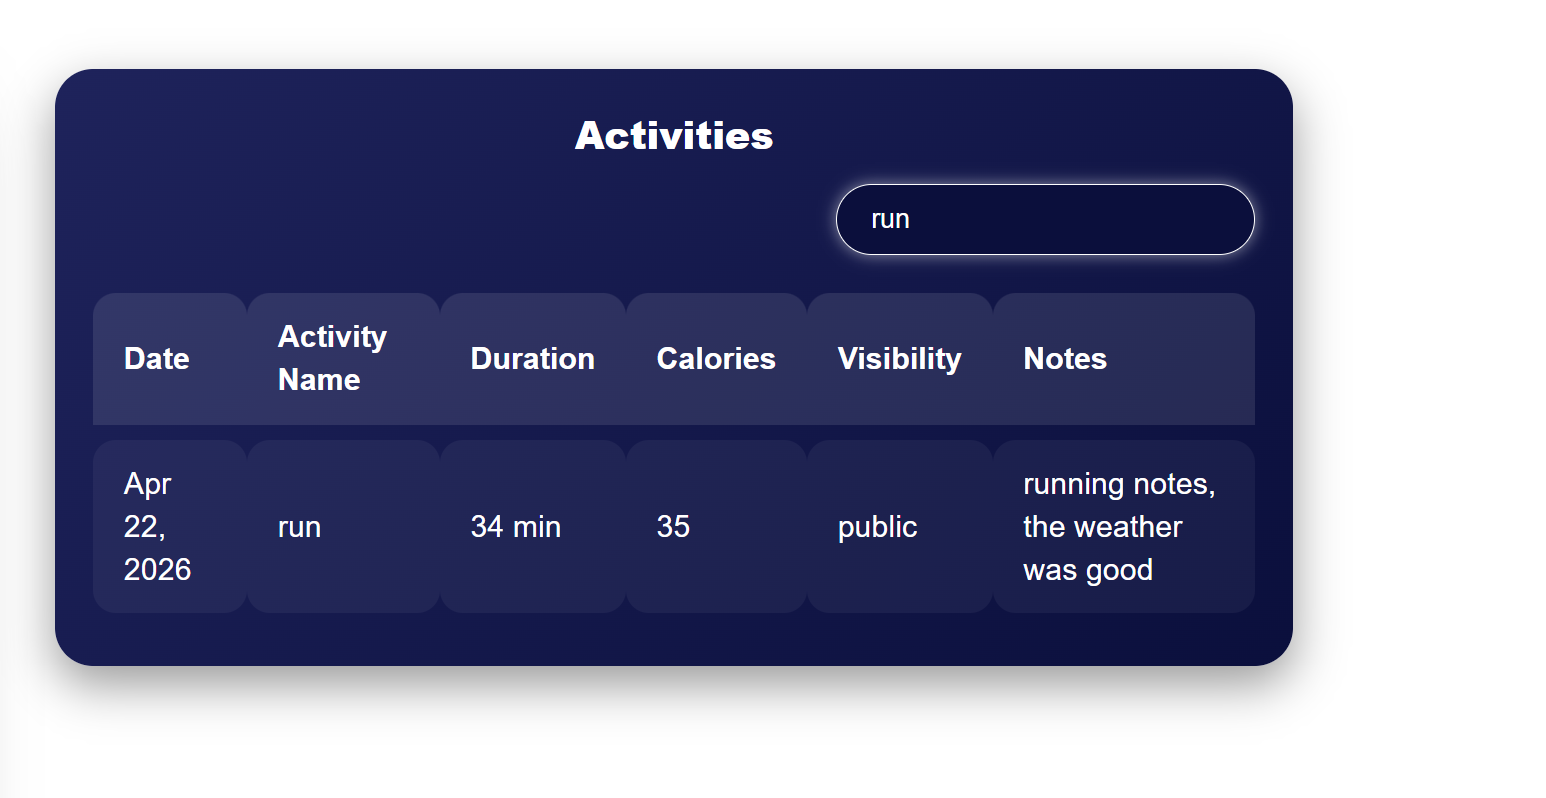 Activities
run
Date
Activity
Name
Duration
Calories
Visibility
Notes
Apr
22,
2026
run
34 min
35
public
running notes,
the weather
was good